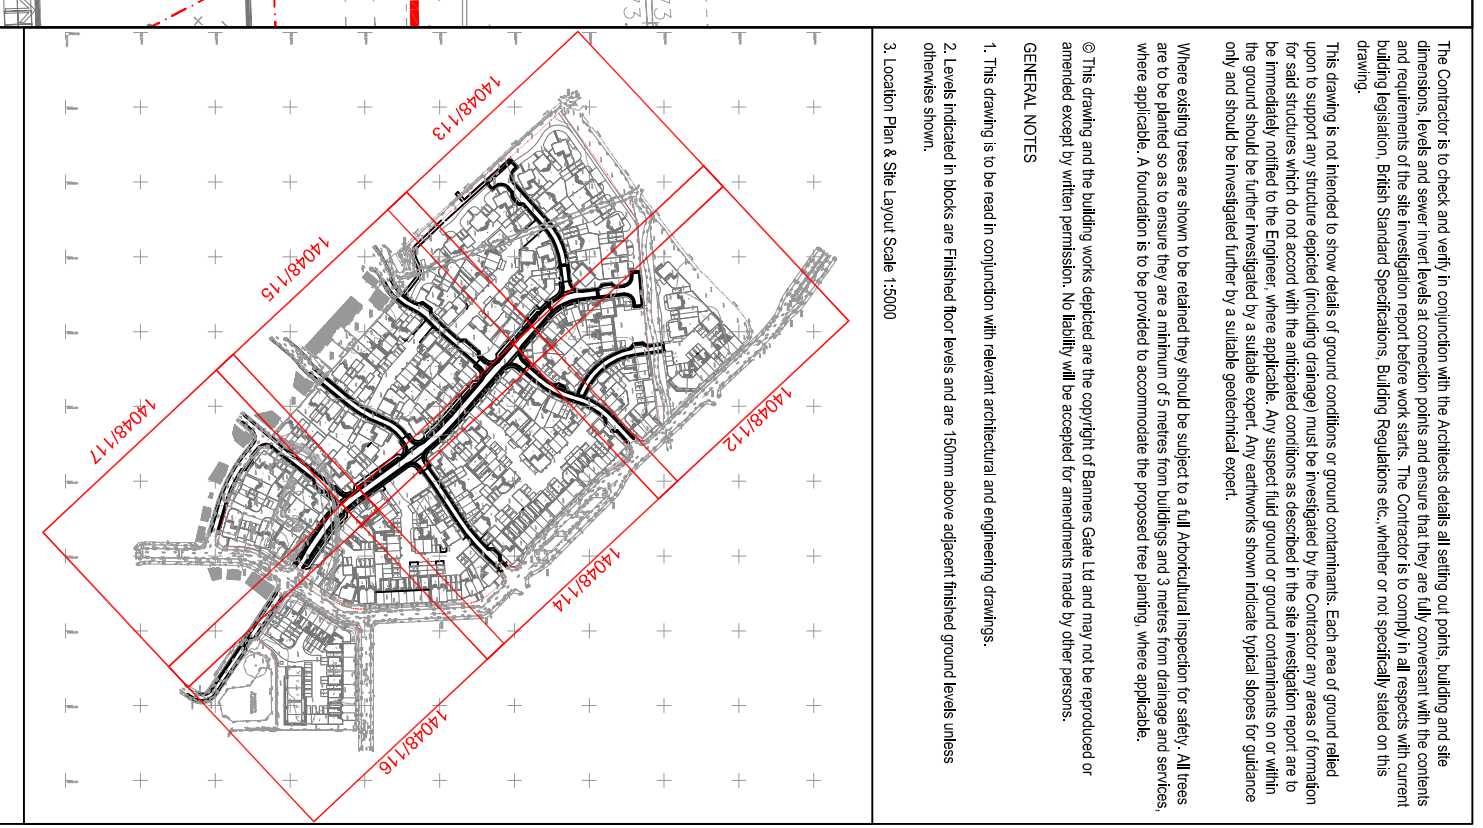 The Contractor is to check and verify in conjunction with the Architects details all setting out points, building and site
dimensions, levels and sewer invert levels at connection points and ensure that they are fully conversant with the contents
and requirements of the site investigation report before work starts. The Contractor is to comply in all respects with current
building legislation, British Standard Specifications, Building Regulations etc.,whether or not specifically stated on this
drawing.
This drawing is not intended to show details of ground conditions or ground contaminants. Each area of ground relied
upon to support any structure depicted (including drainage) must be investigated by the Contractor any areas of formation
for said structures which do not accord with the anticipated conditions as described in the site investigation report are to
be immediately notified to the Engineer, where applicable. Any suspect fluid ground or ground contaminants on or within
the ground should be further investigated by a suitable expert. Any earthworks shown indicate typical slopes for guidance
only and should be investigated further by a suitable geotechnical expert.
Where existing trees are shown to be retained they should be subject to a full Arboricultural inspection for safety. All trees
are to be planted so as to ensure they are a minimum of 5 metres from buildings and 3 metres from drainage and services,
where applicable. A foundation is to be provided to accommodate the proposed tree planting, where applicable.
© This drawing and the building works depicted are the copyright of Banners Gate Ltd and may not be reproduced or
amended except by written permission. No liability will be accepted for amendments made by other persons.
GENERAL NOTES
1. This drawing is to be read in conjunction with relevant architectural and engineering drawings.
2. Levels indicated in blocks are Finished floor levels and are 150mm above adjacent finished ground levels unless
otherwise shown.
3. Location Plan & Site Layout Scale 1:5000
14048/112
14048/113
14048/114
14048/115
14048/116
14048/117